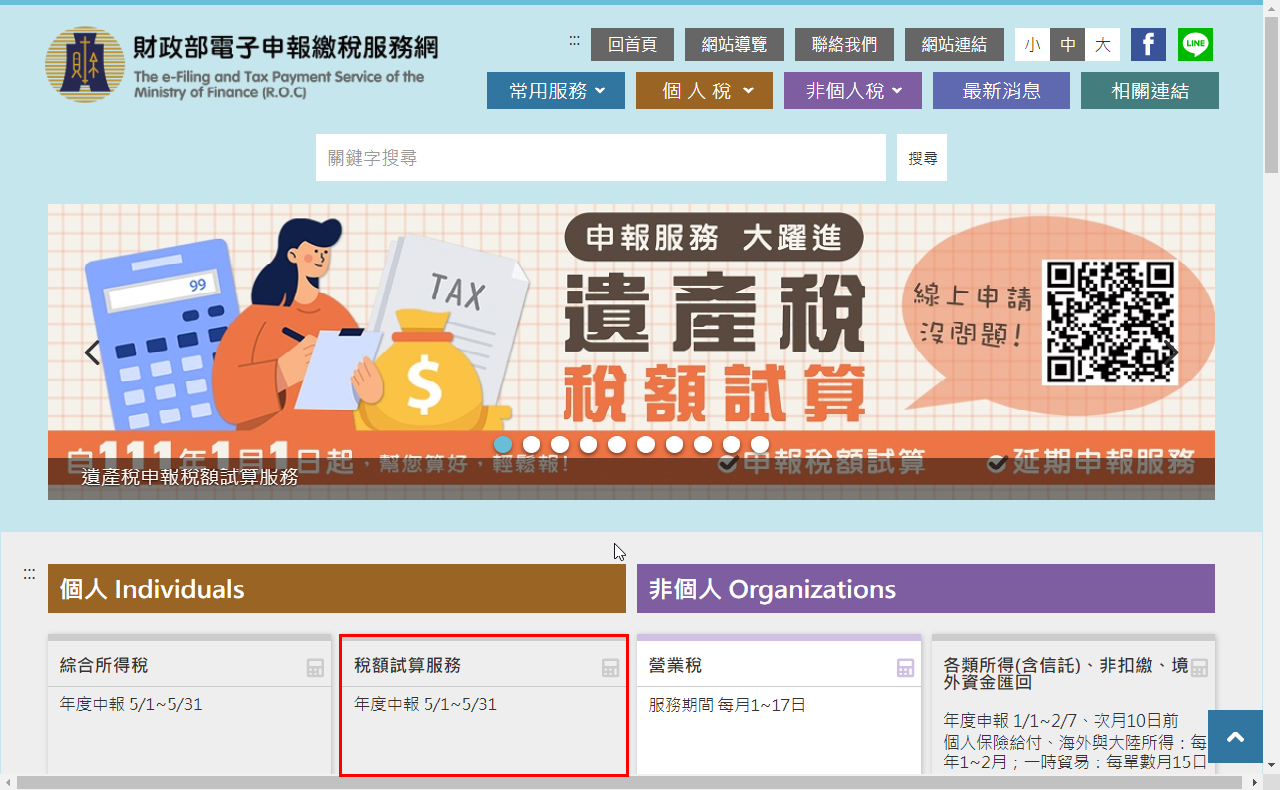 財政部電子申報繳稅服務網
The e-Filing and Tax Payment Service of the
Ministry of Finance (R.O.C)
:::
回首頁
網站導覽
聯絡我們
網站連結
小
中
大
f
LINE
常用服務
個 人 稅
非個人稅
最新消息
相關連結
關鍵字搜尋
搜尋
99
TAX
$
申報服務 大躍進
遺產稅
稅額試算
線上申請
沒問題!
自111年1月1日起，幫您算好，輕鬆報!
申報稅額試算
延期申報服務
遺產稅申報稅額試算服務
:::
個人 Individuals
非個人 Organizations
綜合所得稅
年度申報 5/1~5/31
稅額試算服務
年度申報 5/1~5/31
營業稅
服務期間 每月1~17日
各類所得(含信託)、非扣繳、境
外資金匯回
年度申報 1/1~2/7、次月10日前
個人保險給付、海外與大陸所得：每
年1~2月；一時貿易：每單數月15日